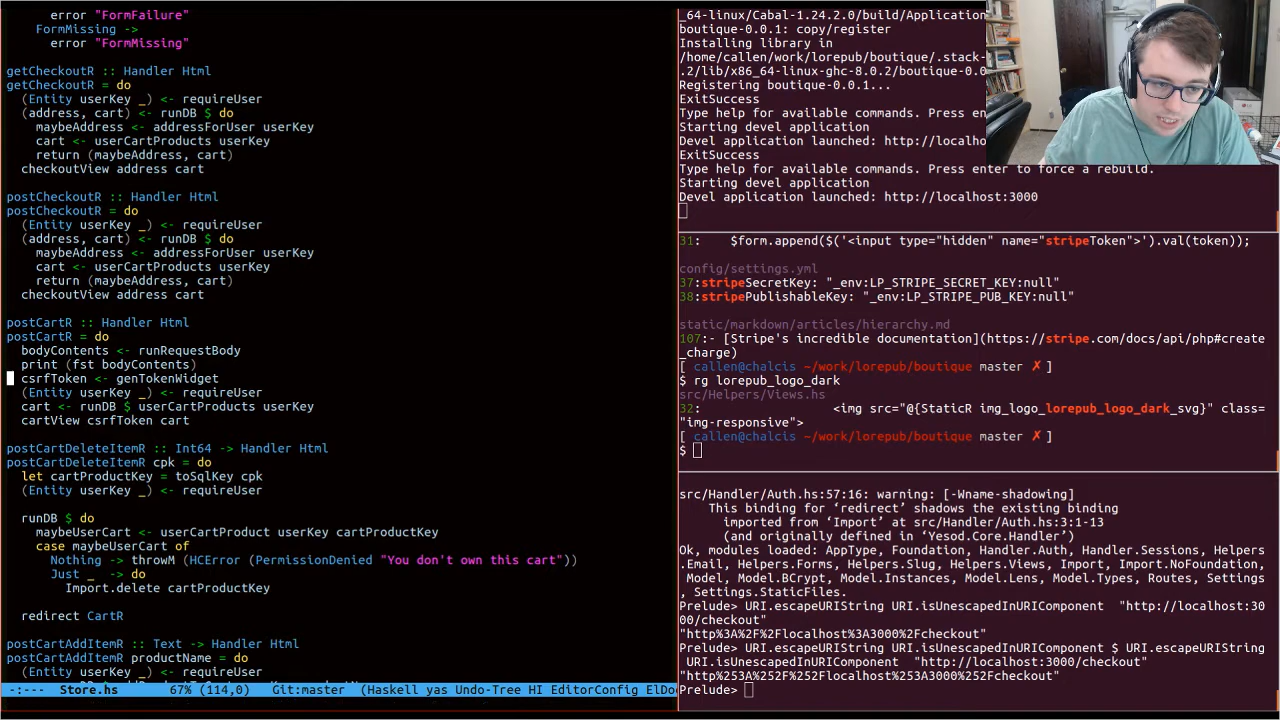 error "FormFailure"
FormMissing ->
error "FormMissing"
getCheckoutR :: Handler Html
getCheckoutR = do
(Entity userKey _) <- requireUser
(address, cart) <- runDB $ do
maybeAddress <- addressForUser userKey
cart <- userCartProducts userKey
return (maybeAddress, cart)
checkoutView address cart
postCheckoutR :: Handler Html
postCheckoutR = do
(Entity userKey _) <- requireUser
(address, cart) <- runDB $ do
maybeAddress <- addressForUser userKey
cart <- userCartProducts userKey
return (maybeAddress, cart)
checkoutView address cart
postCartR :: Handler Html
postCartR = do
bodyContents <- runRequestBody
print (fst bodyContents)
csrfToken <- genTokenWidget
(Entity userKey _) <- requireUser
cart <- runDB $ userCartProducts userKey
cartView csrfToken cart
postCartDeleteItemR :: Int64 -> Handler Html
postCartDeleteItemR cpk = do
let cartProductKey = toSqlKey cpk
(Entity userKey _) <- requireUser
runDB $ do
maybeUserCart <- userCartProduct userKey cartProductKey
case maybeUserCart of
Nothing -> throwM (HCError (PermissionDenied "You don't own this cart"))
Just _ -> do
Import.delete cartProductKey
redirect CartR
postCartAddItemR :: Text -> Handler Html
postCartAddItemR productName = do
(Entity userKey _) <- requireUser
-:--- Store.hs 67% (114,0) Git:master (Haskell yas Undo-Tree HI EditorConfig ElDo
_64-linux/Cabal-1.24.2.0/build/Application
boutique-0.0.1: copy/register
Installing library in
/home/callen/work/lorepub/boutique/.stack-
.2/lib/x86_64-linux-ghc-8.0.2/boutique-0.0
Registering boutique-0.0.1...
ExitSuccess
Type help for available commands. Press en
Starting devel application
Devel application launched: http://localho
ExitSuccess
Type help for available commands. Press enter to force a rebuild.
Starting devel application
Devel application launched: http://localhost:3000
31: $form.append($('<input type="hidden" name="stripeToken">').val(token));
config/settings.yml
37:stripeSecretKey: "_env:LP_STRIPE_SECRET_KEY:null"
38:stripePublishableKey: "_env:LP_STRIPE_PUB_KEY:null"
static/markdown/articles/hierarchy.md
107:- [Stripe's incredible documentation](https://stripe.com/docs/api/php#create
_charge)
[ callen@chalcis ~/work/lorepub/boutique master ✗ ]
$ rg lorepub_logo_dark
src/Helpers/Views.hs
32: <img src="@{StaticR img_logo_lorepub_logo_dark_svg}" class=
"img-responsive">
[ callen@chalcis ~/work/lorepub/boutique master ✗ ]
$
src/Handler/Auth.hs:57:16: warning: [-Wname-shadowing]
This binding for ‘redirect’ shadows the existing binding
imported from ‘Import’ at src/Handler/Auth.hs:3:1-13
(and originally defined in ‘Yesod.Core.Handler’)
Ok, modules loaded: AppType, Foundation, Handler.Auth, Handler.Sessions, Helpers
.Email, Helpers.Forms, Helpers.Slug, Helpers.Views, Import, Import.NoFoundation,
Model, Model.BCrypt, Model.Instances, Model.Lens, Model.Types, Routes, Settings
, Settings.StaticFiles.
Prelude> URI.escapeURIString URI.isUnescapedInURIComponent "http://localhost:30
00/checkout"
"http%3A%2F%2Flocalhost%3A3000%2Fcheckout"
Prelude> URI.escapeURIString URI.isUnescapedInURIComponent $ URI.escapeURIString
URI.isUnescapedInURIComponent "http://localhost:3000/checkout"
"http%253A%252F%252Flocalhost%253A3000%252Fcheckout"
Prelude>